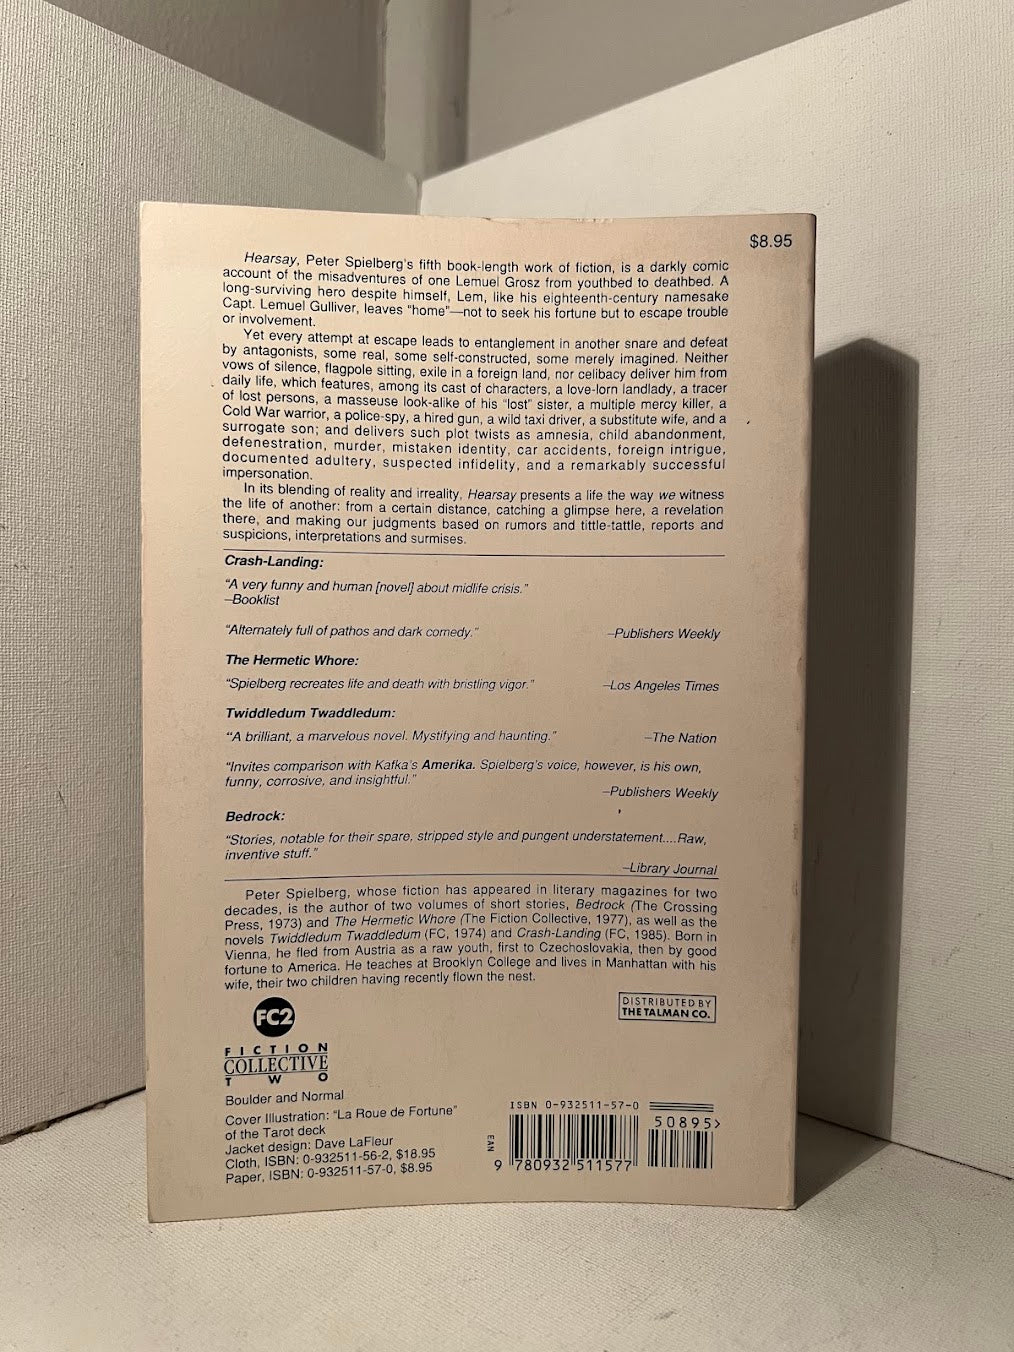 $8.95
Hearsay, Peter Spielberg's fifth book-length work of fiction, is a darkly comic
account of the misadventures of one Lemuel Grosz from youthbed to deathbed. A
long-surviving hero despite himself, Lem, like his eighteenth-century namesake
Capt. Lemuel Gulliver, leaves "home"—not to seek his fortune but to escape trouble
or involvement.
Yet every attempt at escape leads to entanglement in another snare and defeat
by antagonists, some real, some self-constructed, some merely imagined. Neither
vows of silence, flagpole sitting, exile in a foreign land, nor celibacy deliver him from
daily life, which features, among its cast of characters, a love-lorn landlady, a tracer
of lost persons, a masseuse look-alike of his "lost" sister, a multiple mercy killer, a
Cold War warrior, a police-spy, a hired gun, a wild taxi driver, a substitute wife, and a
surrogate son; and delivers such plot twists as amnesia, child abandonment,
defenestration, murder, mistaken identity, car accidents, foreign intrigue,
documented adultery, suspected infidelity, and a remarkably successful
impersonation.
In its blending of reality and irreality, Hearsay presents a life the way we witness
the life of another: from a certain distance, catching a glimpse here, a revelation
there, and making our judgments based on rumors and tittle-tattle, reports and
suspicions, interpretations and surmises.
Crash-Landing:
"A very funny and human [novel] about midlife crisis."
–Booklist
"Alternately full of pathos and dark comedy." –Publishers Weekly
The Hermetic Whore:
"Spielberg recreates life and death with bristling vigor." –Los Angeles Times
Twiddledum Twaddledum:
"A brilliant, a marvelous novel. Mystifying and haunting." –The Nation
"Invites comparison with Kafka's Amerika. Spielberg's voice, however, is his own,
funny, corrosive, and insightful."
–Publishers Weekly
Bedrock:
"Stories, notable for their spare, stripped style and pungent understatement....Raw,
inventive stuff."
–Library Journal
Peter Spielberg, whose fiction has appeared in literary magazines for two
decades, is the author of two volumes of short stories, Bedrock (The Crossing
Press, 1973) and The Hermetic Whore (The Fiction Collective, 1977), as well as the
novels Twiddledum Twaddledum (FC, 1974) and Crash-Landing (FC, 1985). Born in
Vienna, he fled from Austria as a raw youth, first to Czechoslovakia, then by good
fortune to America. He teaches at Brooklyn College and lives in Manhattan with his
wife, their two children having recently flown the nest.
FC2
FICTION
COLLECTIVE
TWO
DISTRIBUTED BY
THE TALMAN CO.
Boulder and Normal
Cover Illustration: "La Roue de Fortune"
of the Tarot deck
Jacket design: Dave LaFleur
Cloth, ISBN: 0-932511-56-2, $18.95
Paper, ISBN: 0-932511-57-0, $8.95
ISBN 0-932511-57-0
50895>
EAN
9 780932 511577